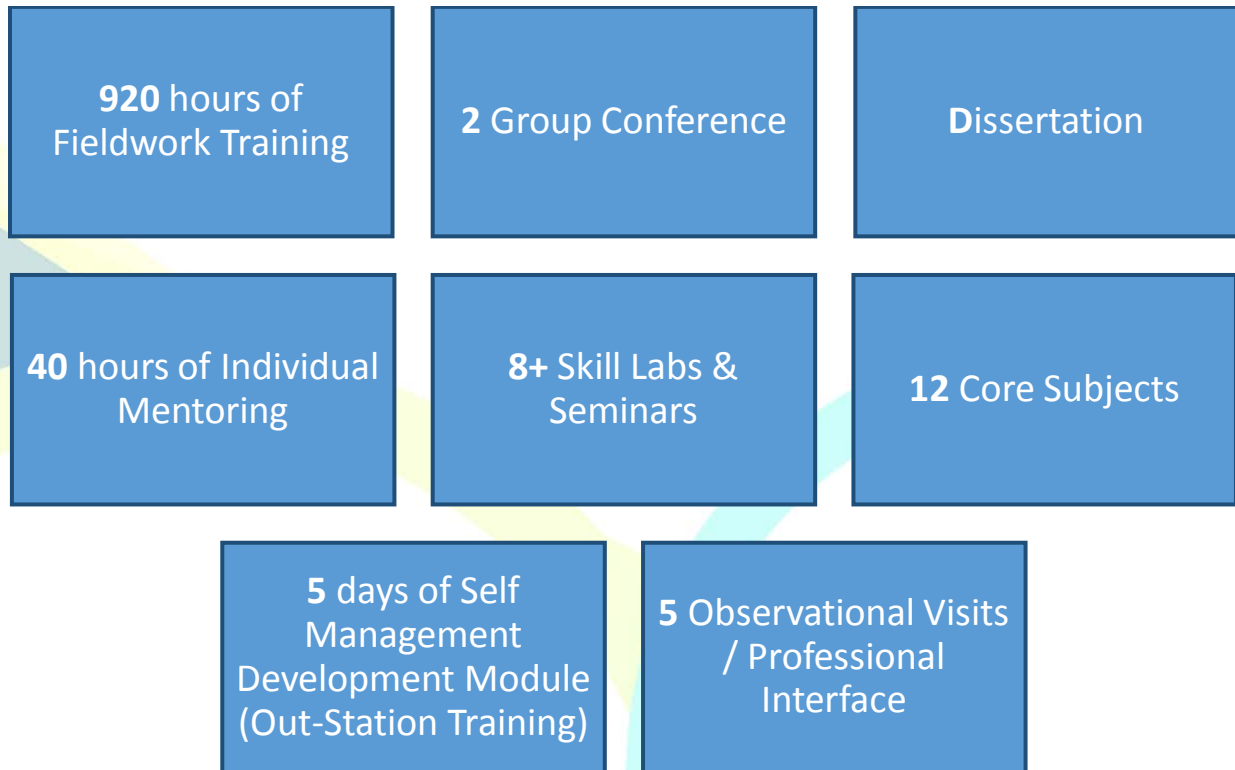 920 hours of
Fieldwork Training
2 Group Conference
Dissertation
40 hours of Individual
Mentoring
8+ Skill Labs &
Seminars
12 Core Subjects
5 days of Self
Management
Development Module
(Out-Station Training)
5 Observational Visits
/ Professional
Interface